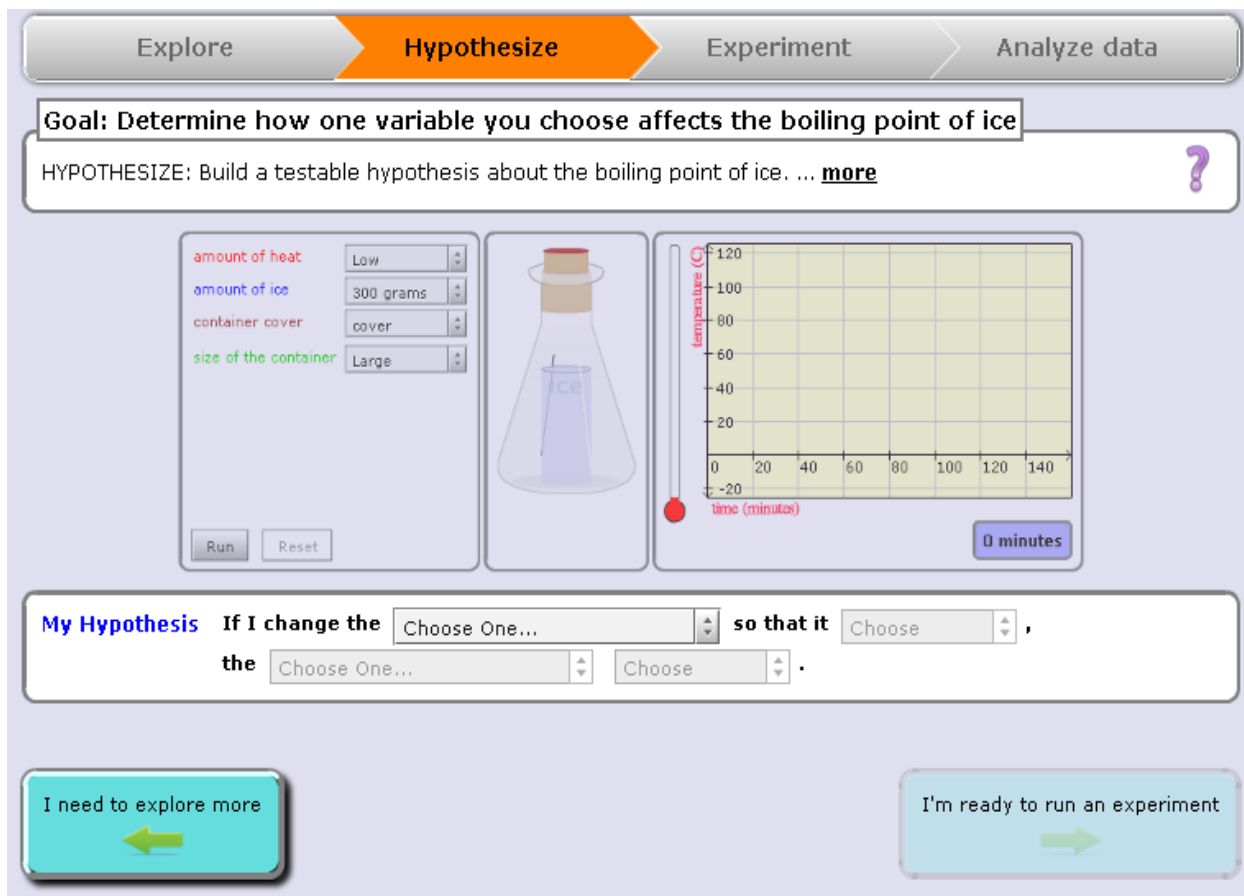 Explore
Hypothesize
Experiment
Analyze data
Goal: Determine how one variable you choose affects the boiling point of ice
HYPOTHESIZE: Build a testable hypothesis about the boiling point of ice. ... more
?
amount of heat Low
amount of ice 300 grams
container cover cover
size of the container Large
Run Reset
ice
temperature (C)
120
100
80
60
40
20
0 20 40 60 80 100 120 140
-20
time (minutes)
0 minutes
My Hypothesis If I change the Choose One... so that it Choose ,
the Choose One... Choose .
I need to explore more
I'm ready to run an experiment